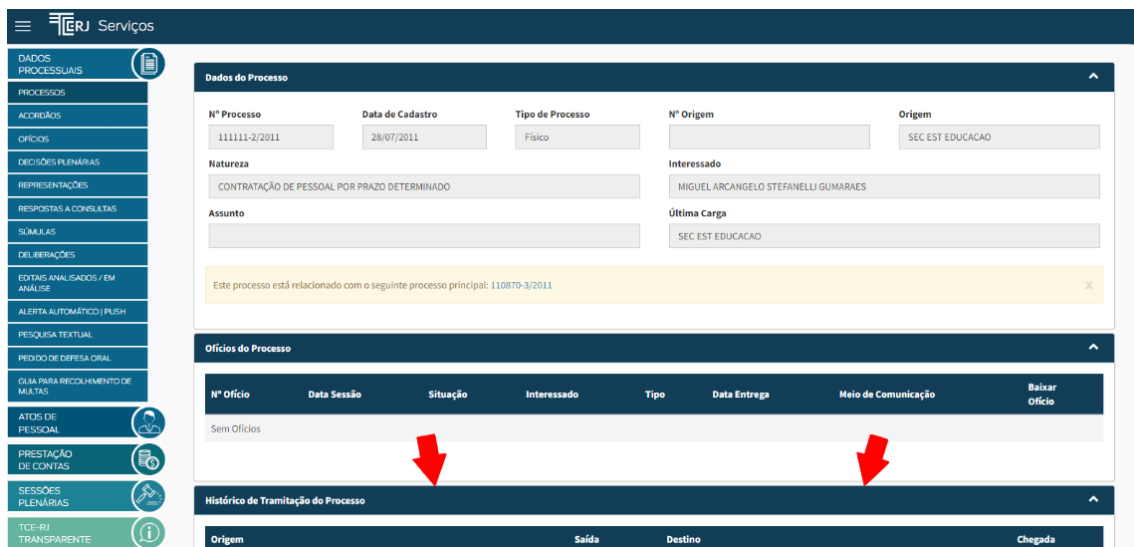 TCERJ Serviços
DADOS
PROCESSUAIS
PROCESSOS
ACORDÃOS
OFÍCIOS
DECISÕES PLENÁRIAS
REPRESENTAÇÕES
RESPOSTAS A CONSULTAS
SÚMULAS
DELIBERAÇÕES
EDITAIS ANALISADOS / EM
ANÁLISE
ALERTA AUTOMÁTICO | PUSH
PESQUISA TEXTUAL
PEDIDO DE DEFESA ORAL
GUIA PARA RECOLHIMENTO DE
MULTAS
ATOS DE
PESSOAL
PRESTAÇÃO
DE CONTAS
SESSÕES
PLENÁRIAS
TCE-RJ
TRANSPARENTE
Dados do Processo
Nº Processo Data de Cadastro Tipo de Processo Nº Origem Origem
111111-2/2011 28/07/2011 Físico SEC EST EDUCACAO
Natureza Interessado
CONTRATAÇÃO DE PESSOAL POR PRAZO DETERMINADO MIGUEL ARCANGELO STEFANELLI GUMARAES
Assunto Última Carga
SEC EST EDUCACAO
Este processo está relacionado com o seguinte processo principal: 110870-3/2011 X
Ofícios do Processo
Nº Ofício Data Sessão Situação Interessado Tipo Data Entrega Meio de Comunicação Baixar
Ofício
Sem Ofícios
Histórico de Tramitação do Processo
Origem Saída Destino Chegada